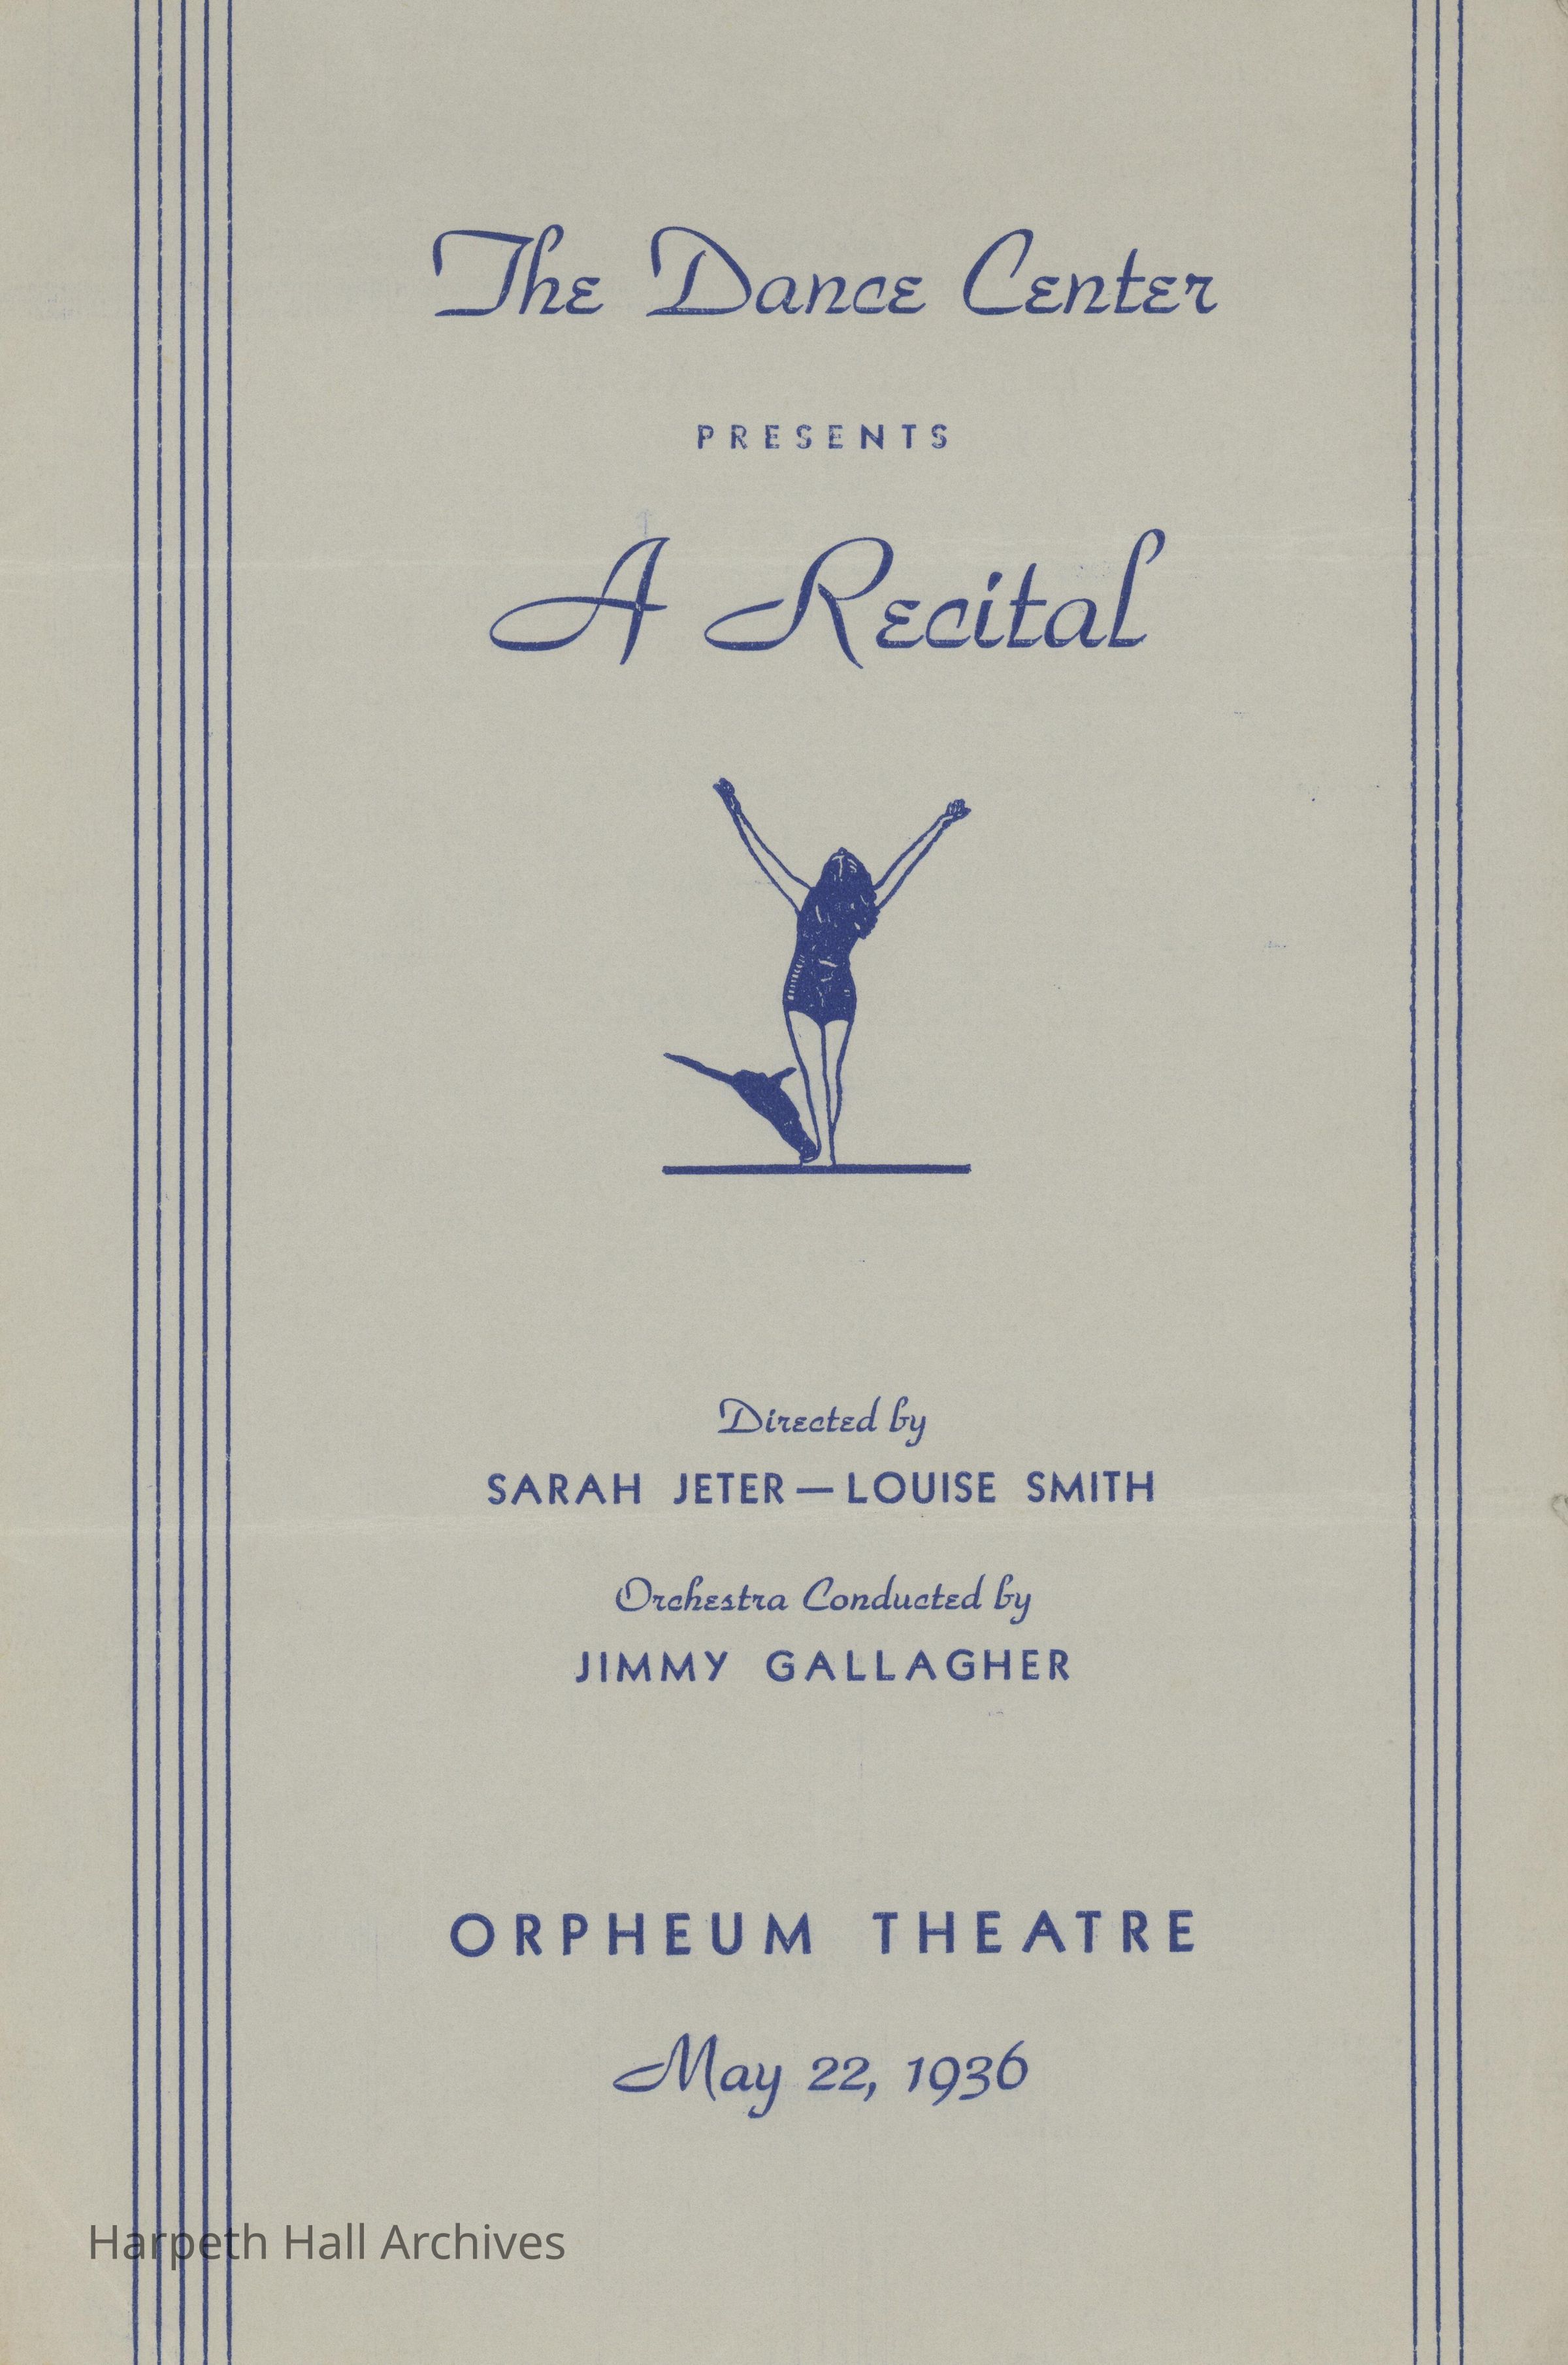 The Dance Center
PRESENTS
A Recital
Directed by
SARAH JETER—LOUISE SMITH
Orchestra Conducted by
JIMMY GALLAGHER
ORPHEUM THEATRE
May 22, 1936
Harpeth Hall Archives